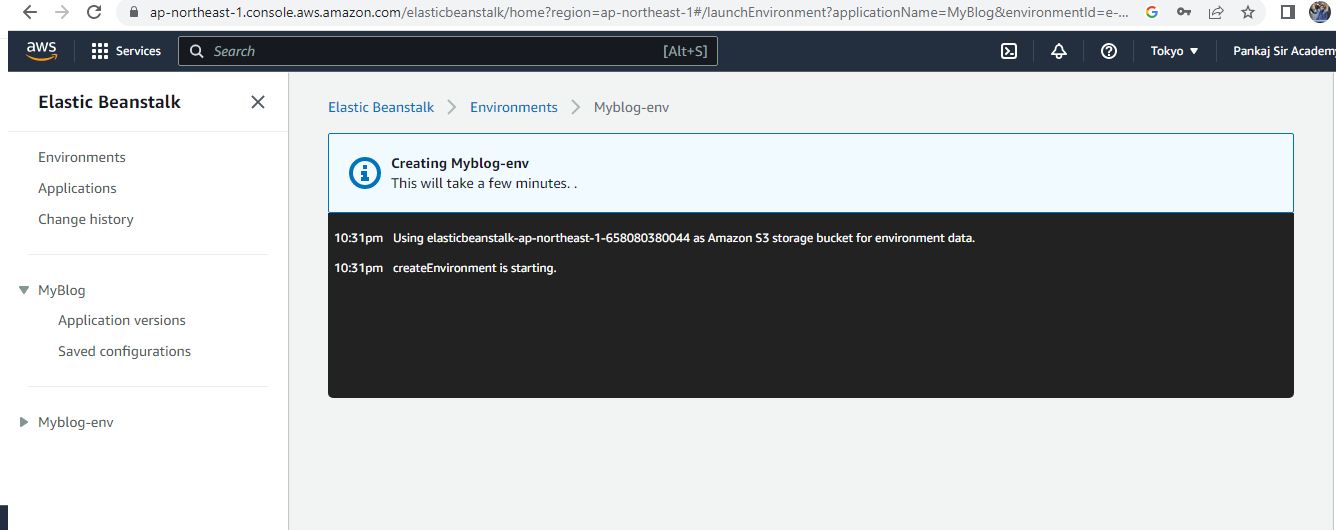 ap-northeast-1.console.aws.amazon.com/elasticbeanstalk/home?region=ap-northeast-1#/launchEnvironment?applicationName=MyBlog&environmentId=e-...
aws
Services
Search
[Alt+S]
Tokyo
Pankaj Sir Academ
Elastic Beanstalk
Environments
Applications
Change history
MyBlog
Application versions
Saved configurations
Myblog-env
Elastic Beanstalk
Environments
Myblog-env
Creating Myblog-env
This will take a few minutes. .
10:31pm Using elasticbeanstalk-ap-northeast-1-658080380044 as Amazon S3 storage bucket for environment data.
10:31pm createEnvironment is starting.